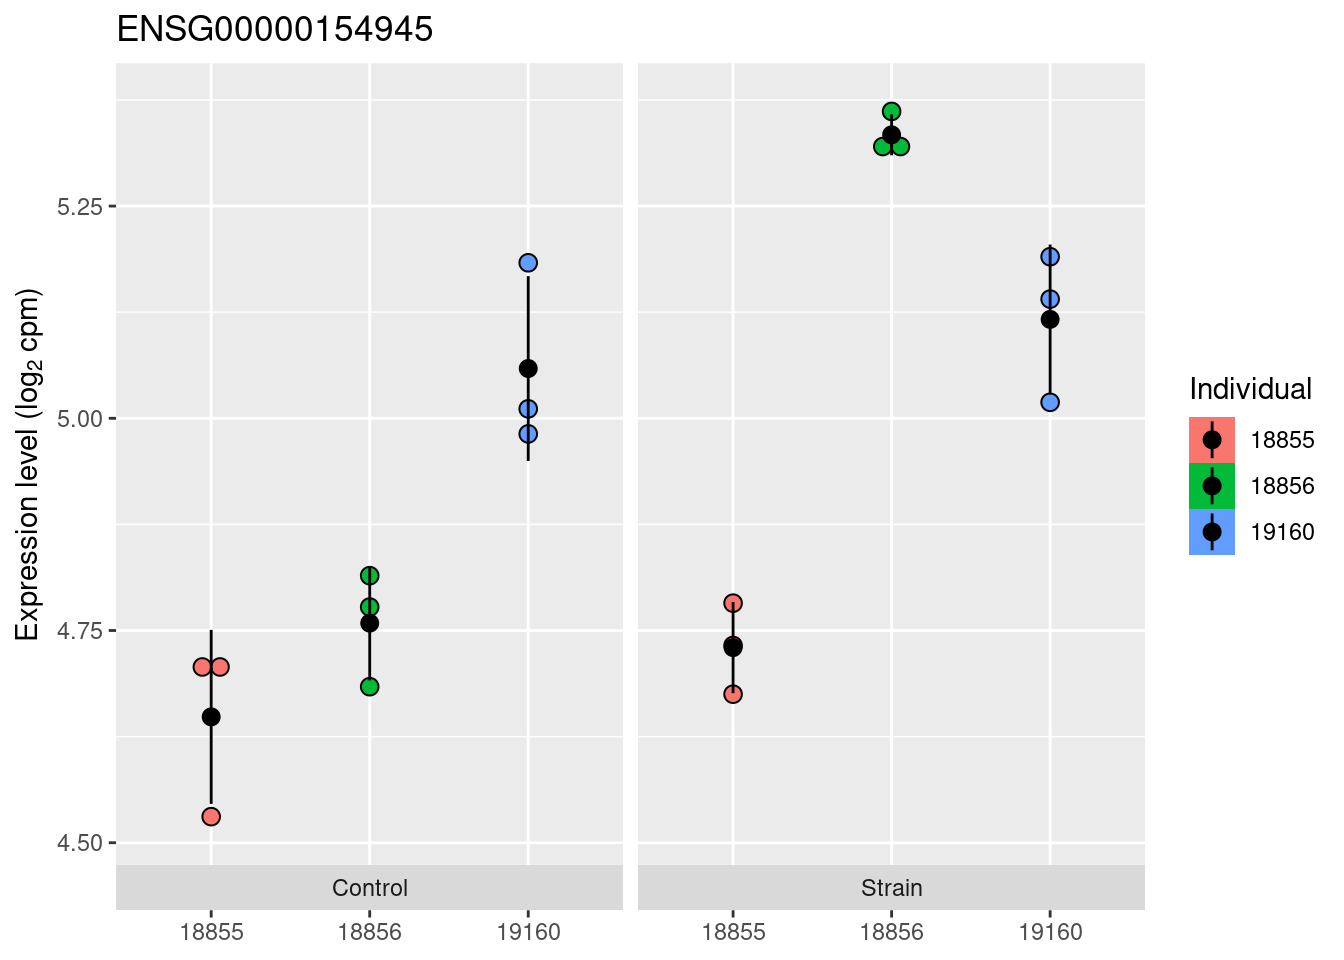 ENSG00000154945
Expression level (log₂ cpm)
5.25
5.00
4.75
4.50
Control
Strain
18855
18856
19160
18855
18856
19160
Individual
18855
18856
19160